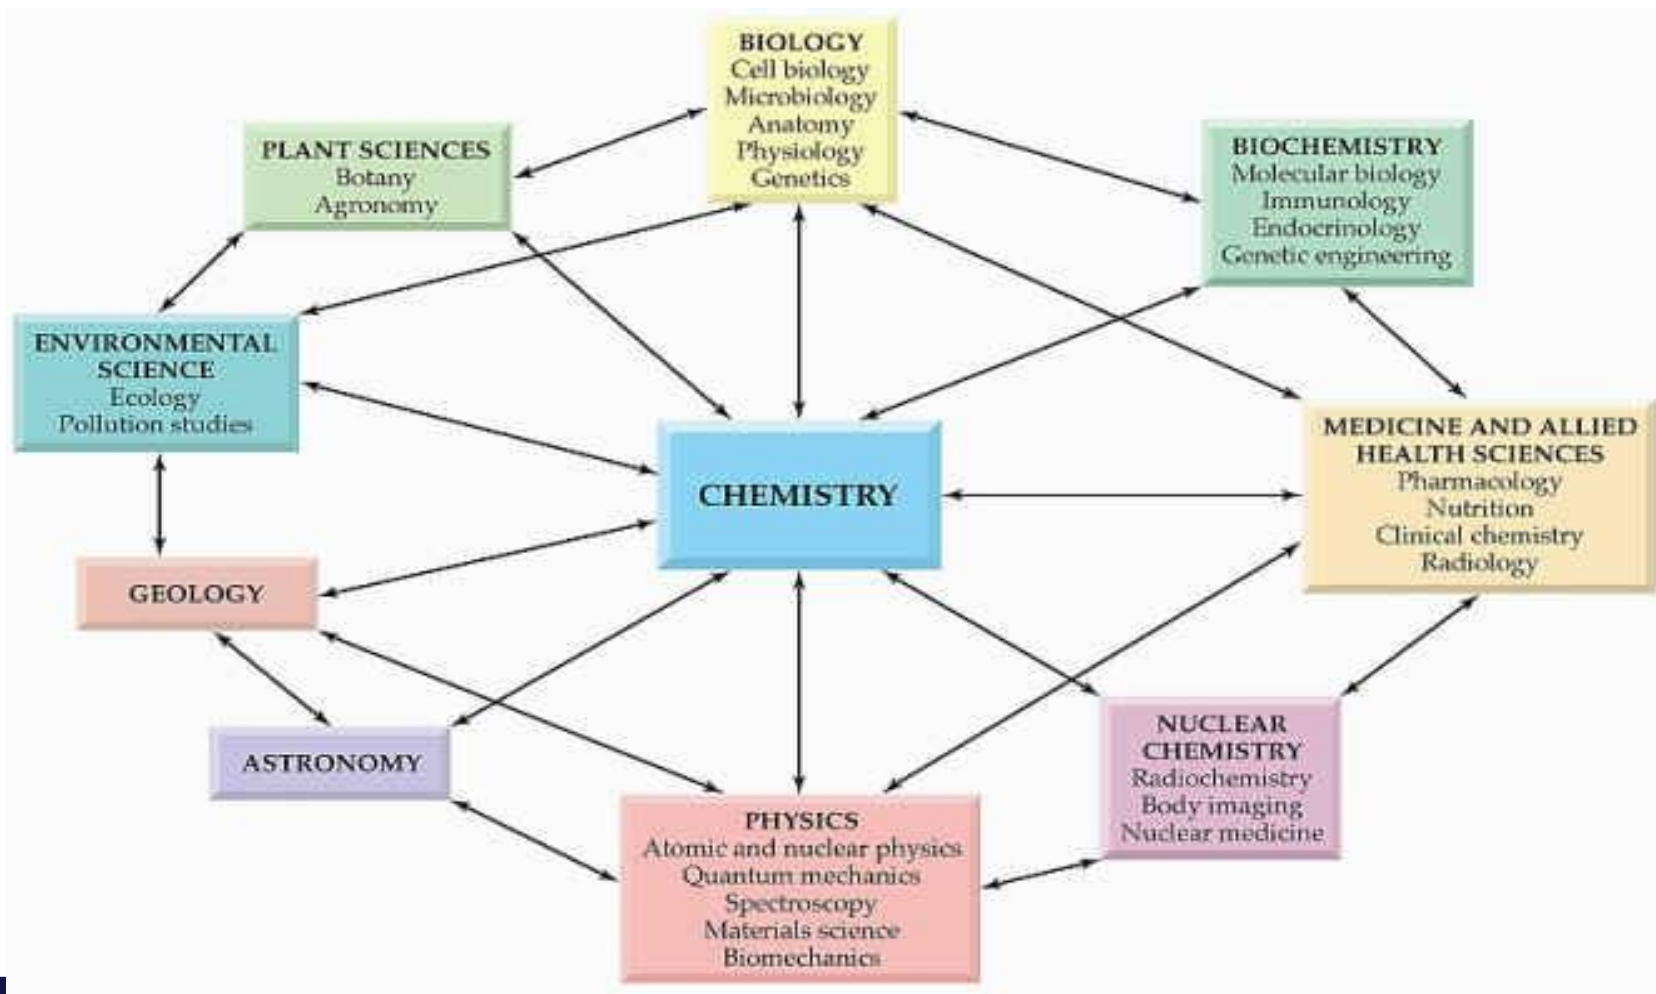 BIOLOGY
Cell biology
Microbiology
Anatomy
Physiology
Genetics
PLANT SCIENCES
Botany
Agronomy
BIOCHEMISTRY
Molecular biology
Immunology
Endocrinology
Genetic engineering
ENVIRONMENTAL
SCIENCE
Ecology
Pollution studies
CHEMISTRY
MEDICINE AND ALLIED
HEALTH SCIENCES
Pharmacology
Nutrition
Clinical chemistry
Radiology
GEOLOGY
ASTRONOMY
PHYSICS
Atomic and nuclear physics
Quantum mechanics
Spectroscopy
Materials science
Biomechanics
NUCLEAR
CHEMISTRY
Radiochemistry
Body imaging
Nuclear medicine